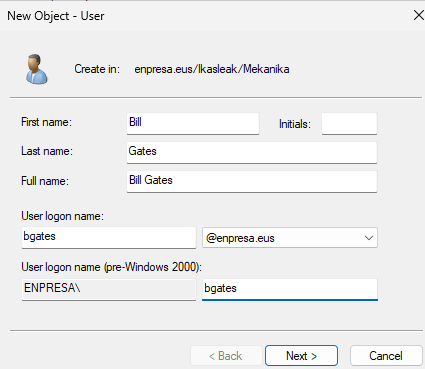 New Object - User
Create in: enpresa.eus/Ikasleak/Mekanika
First name: Bill Initials:
Last name: Gates
Full name: Bill Gates
User logon name:
bgates @enpresa.eus
User logon name (pre-Windows 2000):
ENPRESA\ bgates
< Back Next > Cancel